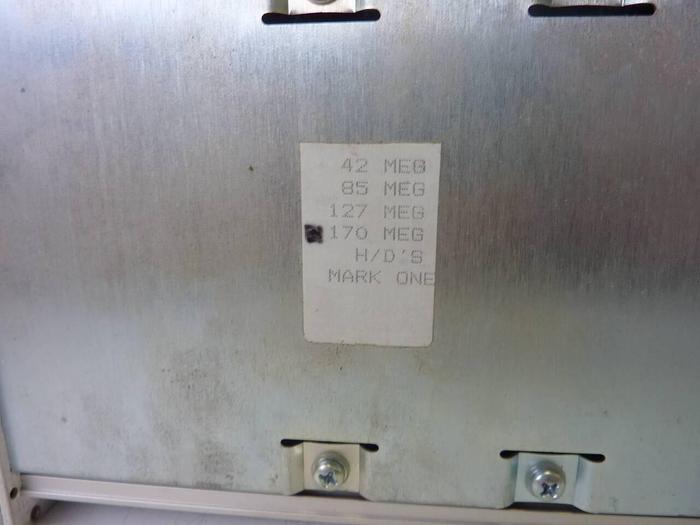 42 MEG
85 MEG
127 MEG
170 MEG
H/D'S
MARK ONE